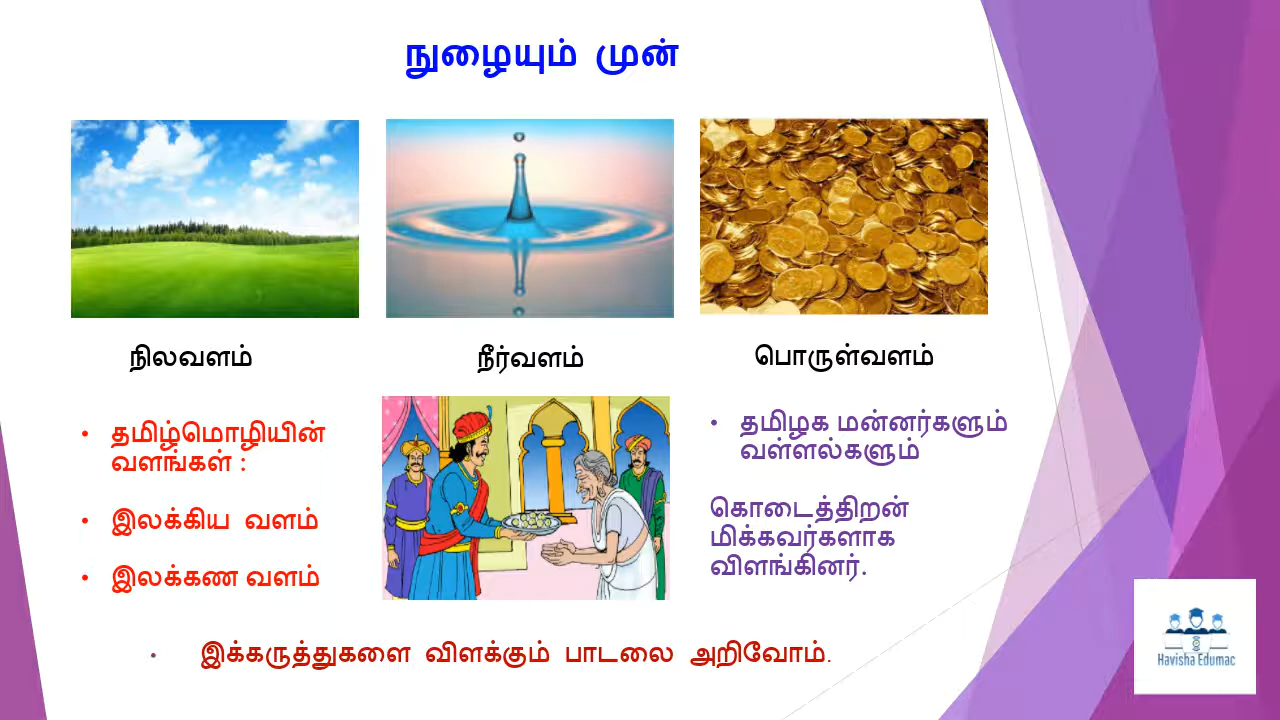 நுழையும் முன்
நிலவளம்
நீர்வளம்
பொருள்வளம்
• தமிழ்மொழியின்
வளங்கள் :
• இலக்கிய வளம்
• இலக்கண வளம்
• தமிழக மன்னர்களும்
வள்ளல்களும்
கொடைத்திறன்
மிக்கவர்களாக
விளங்கினர்.
• இக்கருத்துகளை விளக்கும் பாடலை அறிவோம்.
Havisha Edumac